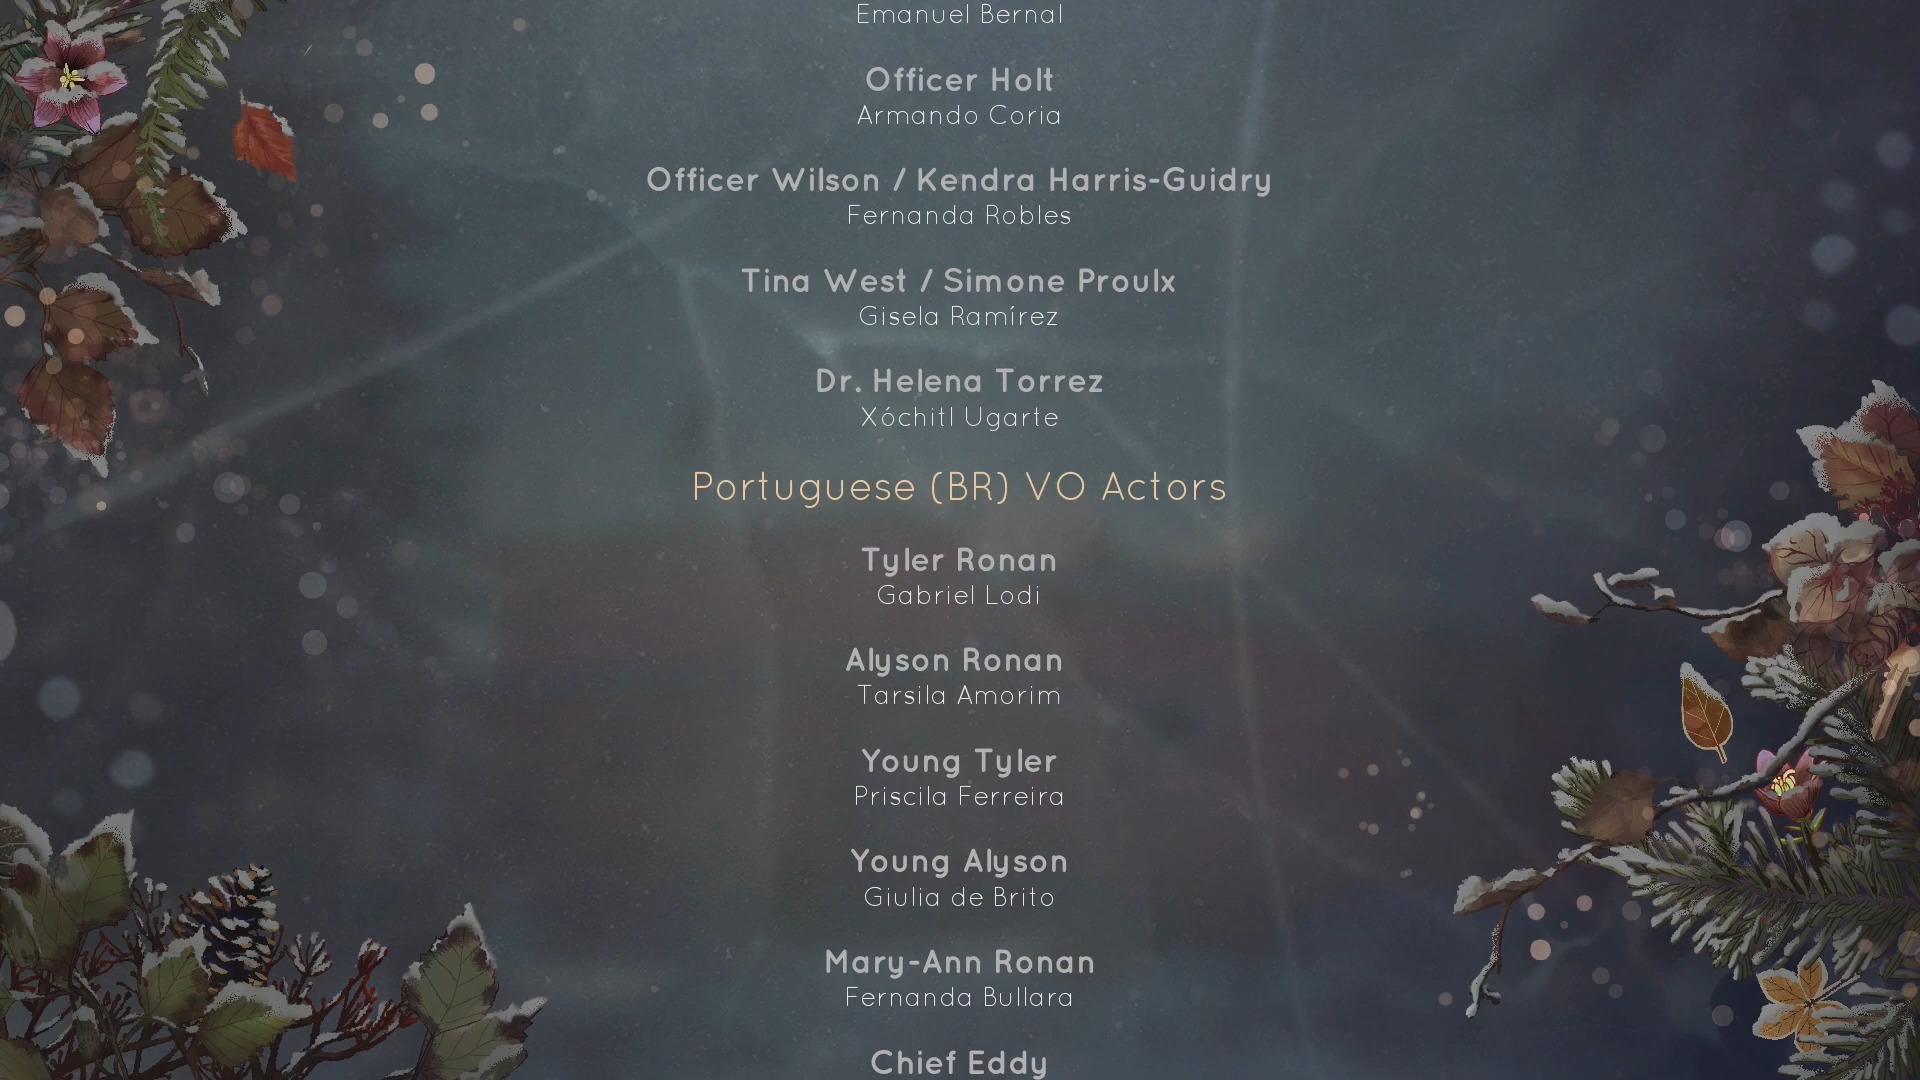 Emanuel Bernal
Officer Holt
Armando Coria
Officer Wilson / Kendra Harris-Guidry
Fernanda Robles
Tina West / Simone Proulx
Gisela Ramírez
Dr. Helena Torrez
Xóchitl Ugarte
Portuguese (BR) VO Actors
Tyler Ronan
Gabriel Lodi
Alyson Ronan
Tarsila Amorim
Young Tyler
Priscila Ferreira
Young Alyson
Giulia de Brito
Mary-Ann Ronan
Fernanda Bullara
Chief Eddy